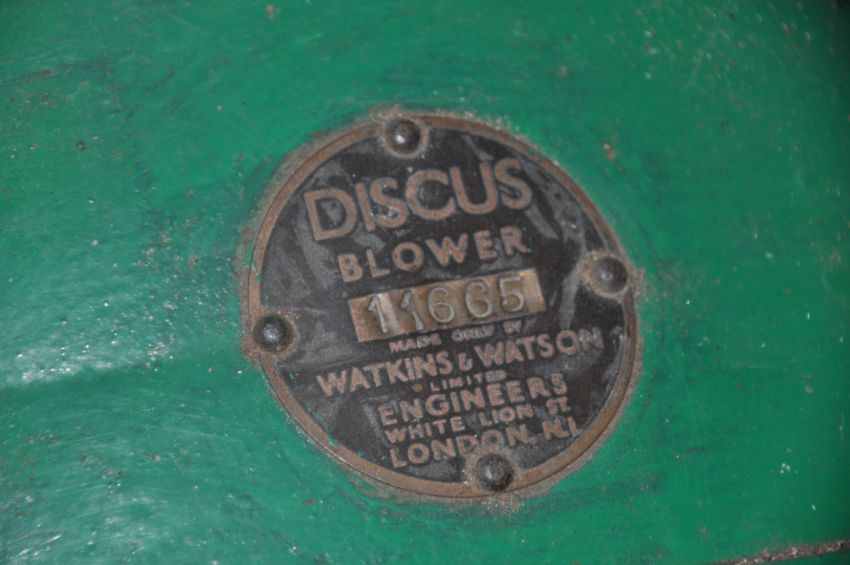 DISCUS
BLOWER
11665
MADE ONLY BY
WATKINS & WATSON
LIMITED
ENGINEERS
WHITE LION ST.
LONDON, N.1.